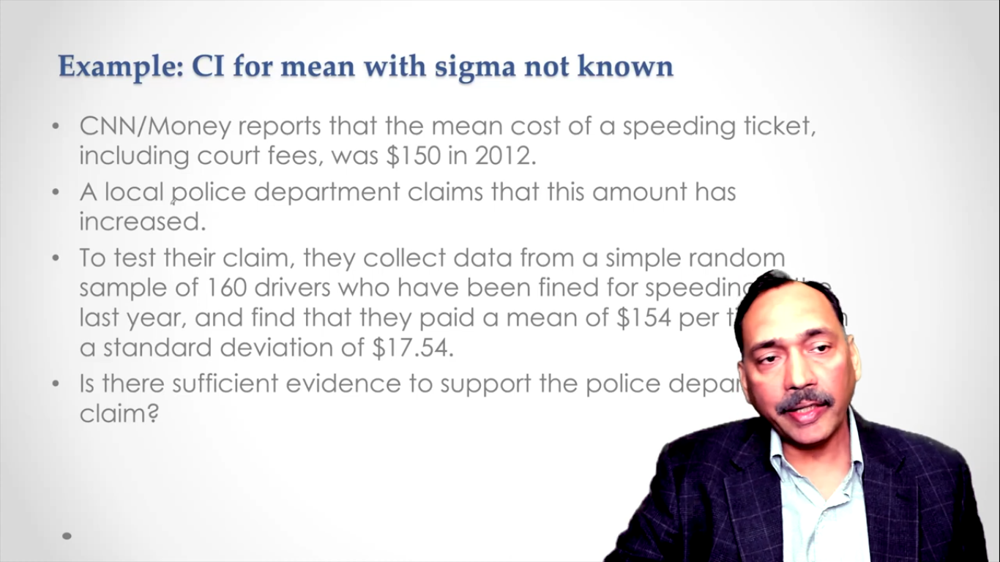 Example: CI for mean with sigma not known
• CNN/Money reports that the mean cost of a speeding ticket,
including court fees, was $150 in 2012.
• A local police department claims that this amount has
increased.
• To test their claim, they collect data from a simple random
sample of 160 drivers who have been fined for speeding
last year, and find that they paid a mean of $154 per
a standard deviation of $17.54.
• Is there sufficient evidence to support the police
claim?